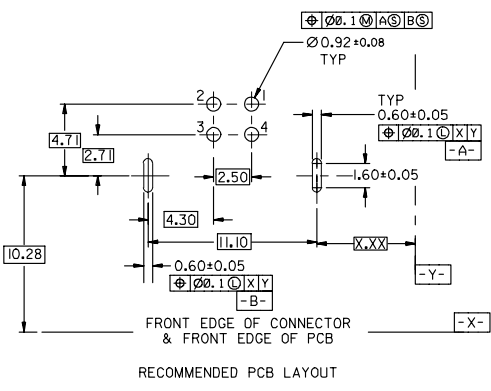 ⌖ Ø0.1 Ⓜ A Ⓢ B Ⓢ
Ø0.92±0.08
TYP
2 1
3 4
TYP
0.60±0.05
⌖ Ø0.1 Ⓛ X Y
-A-
4.71
2.71
2.50
1.60±0.05
4.30
11.10
X.XX
10.28
0.60±0.05
-Y-
⌖ Ø0.1 Ⓛ X Y
-B-
FRONT EDGE OF CONNECTOR
& FRONT EDGE OF PCB
-X-
RECOMMENDED PCB LAYOUT